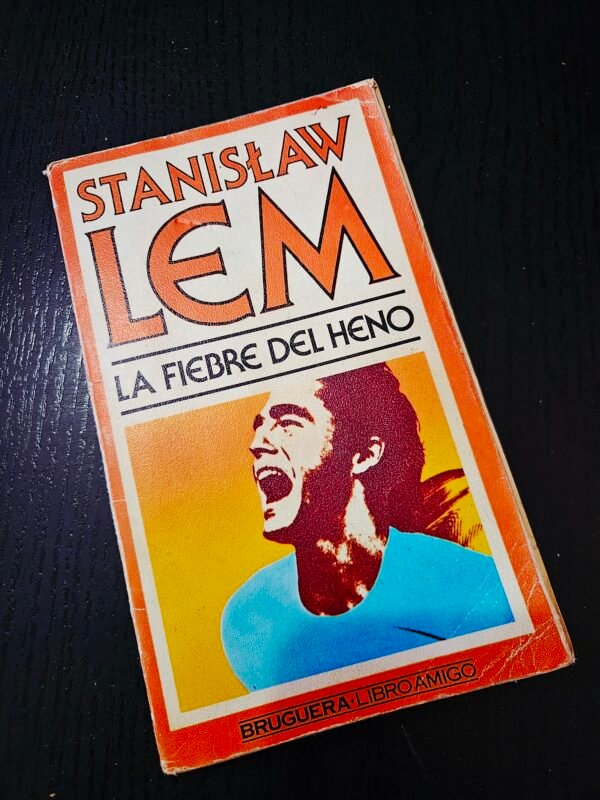 STANISŁAW
LEM
LA FIEBRE DEL HENO
BRUGUERA·LIBRO AMIGO